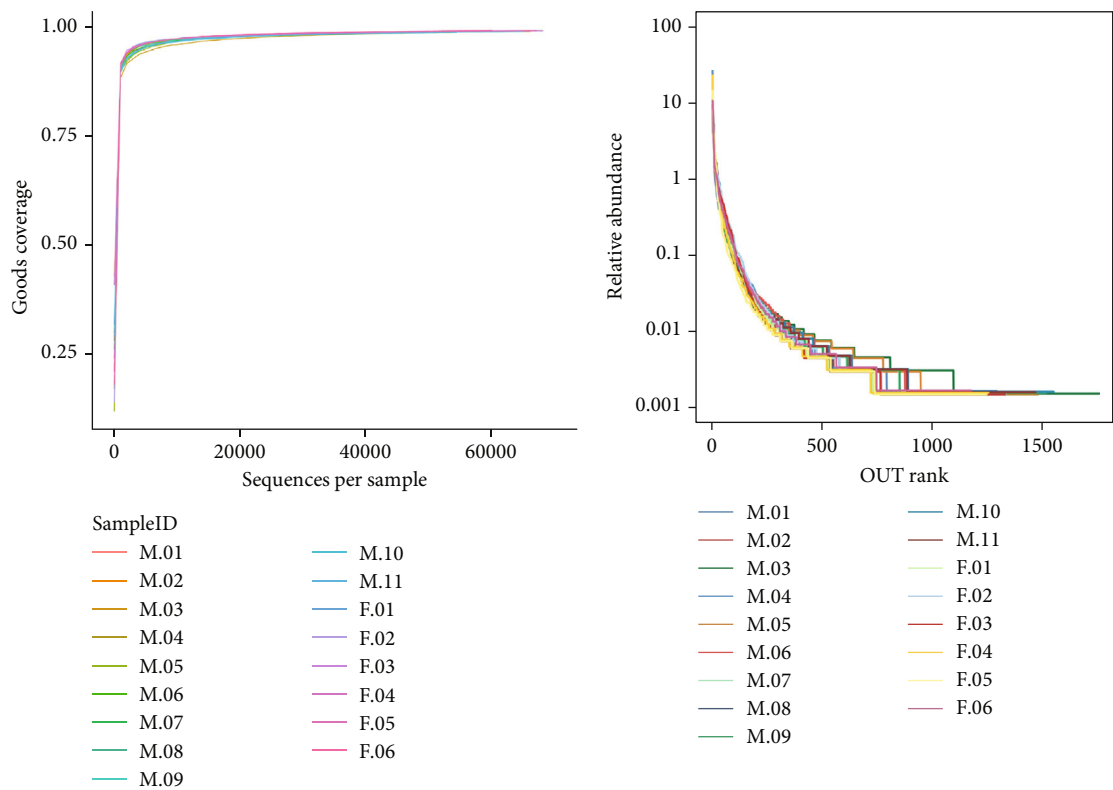 1.00
0.75
0.50
0.25
Goods coverage
0
20000
40000
60000
Sequences per sample
SampleID
M.01
M.02
M.03
M.04
M.05
M.06
M.07
M.08
M.09
M.10
M.11
F.01
F.02
F.03
F.04
F.05
F.06
100
10
1
0.1
0.01
0.001
Relative abundance
0
500
1000
1500
OUT rank
M.01
M.02
M.03
M.04
M.05
M.06
M.07
M.08
M.09
M.10
M.11
F.01
F.02
F.03
F.04
F.05
F.06